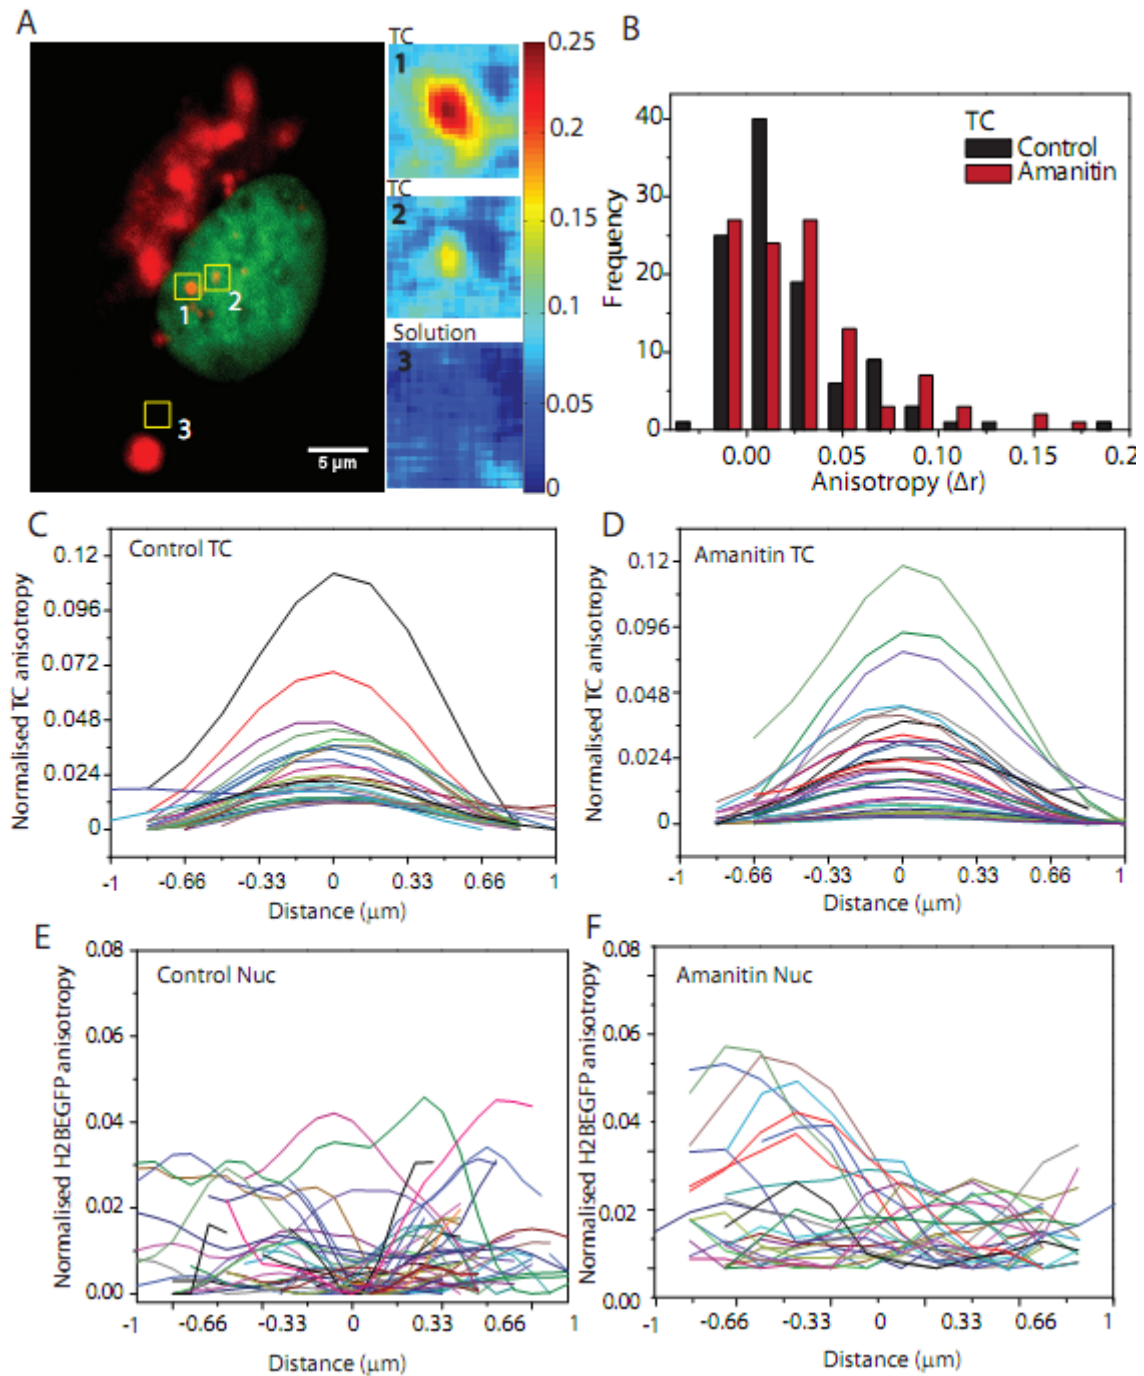 A
TC
1
TC
2
Solution
3
0.25
0.2
0.15
0.1
0.05
0
1
2
3
5 μm
B
TC
Control
Amanitin
Frequency
40
30
20
10
0
0.00 0.05 0.10 0.15 0.2
Anisotropy (Δr)
C
Control TC
Normalised TC anisotropy
0.12
0.096
0.072
0.048
0.024
0
-1 -0.66 -0.33 0 0.33 0.66 1
Distance (μm)
D
Amanitin TC
Normalised TC anisotropy
0.12
0.096
0.048
0.024
0
-1 -0.66 -0.33 0 0.33 0.66 1
Distance (μm)
E
Control Nuc
Normalised H2BEGFP anisotropy
0.08
0.06
0.04
0.02
0.00
-1 -0.66 -0.33 0 0.33 0.66 1
Distance (μm)
F
Amanitin Nuc
Normalised H2BEGFP anisotropy
0.08
0.06
0.04
0.02
0.00
-1 -0.66 -0.33 0 0.33 0.66 1
Distance (μm)